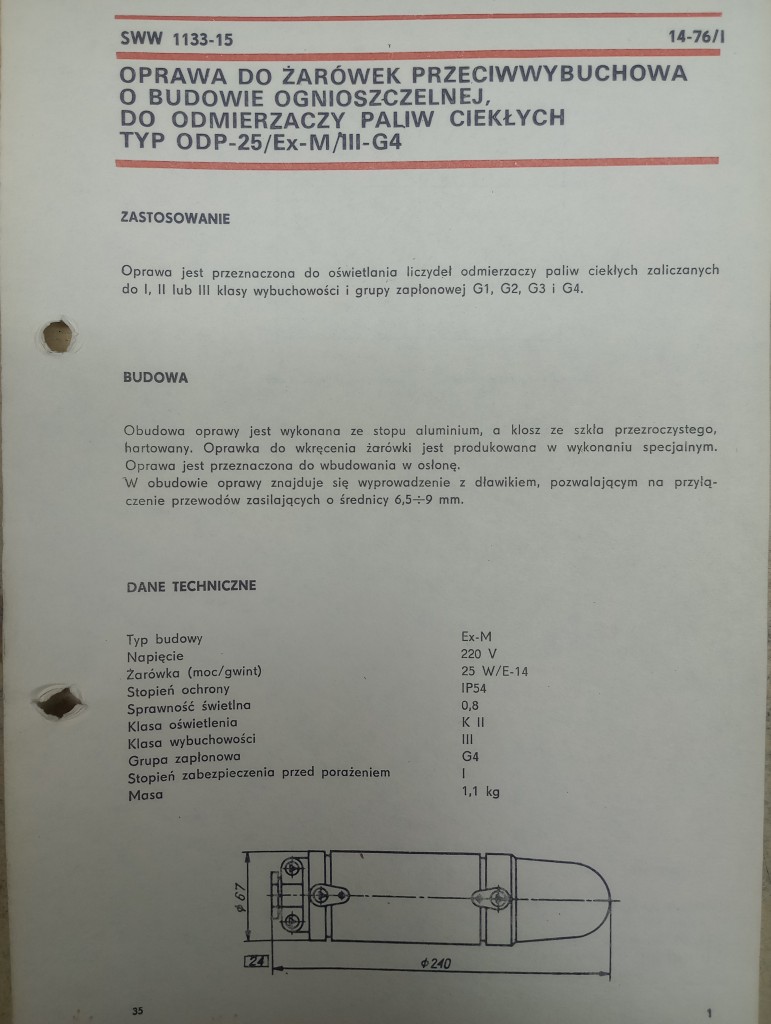 SWW 1133-15
14-76/I
OPRAWA DO ŻARÓWEK PRZECIWWYBUCHOWA
O BUDOWIE OGNIOSZCZELNEJ,
DO ODMIERZACZY PALIW CIEKŁYCH
TYP ODP-25/Ex-M/III-G4
ZASTOSOWANIE
Oprawa jest przeznaczona do oświetlania liczydeł odmierzaczy paliw ciekłych zaliczanych
do I, II lub III klasy wybuchowości i grupy zapłonowej G1, G2, G3 i G4.
BUDOWA
Obudowa oprawy jest wykonana ze stopu aluminium, a klosz ze szkła przezroczystego,
hartowany. Oprawka do wkręcenia żarówki jest produkowana w wykonaniu specjalnym.
Oprawa jest przeznaczona do wbudowania w osłonę.
W obudowie oprawy znajduje się wyprowadzenie z dławikiem, pozwalającym na przyłą-
czenie przewodów zasilających o średnicy 6,5÷9 mm.
DANE TECHNICZNE
Typ budowy Ex-M
Napięcie 220 V
Żarówka (moc/gwint) 25 W/E-14
Stopień ochrony IP54
Sprawność świetlna 0,8
Klasa oświetlenia K II
Klasa wybuchowości III
Grupa zapłonowa G4
Stopień zabezpieczenia przed porażeniem I
Masa 1,1 kg
ϕ67
24
ϕ240
35
1